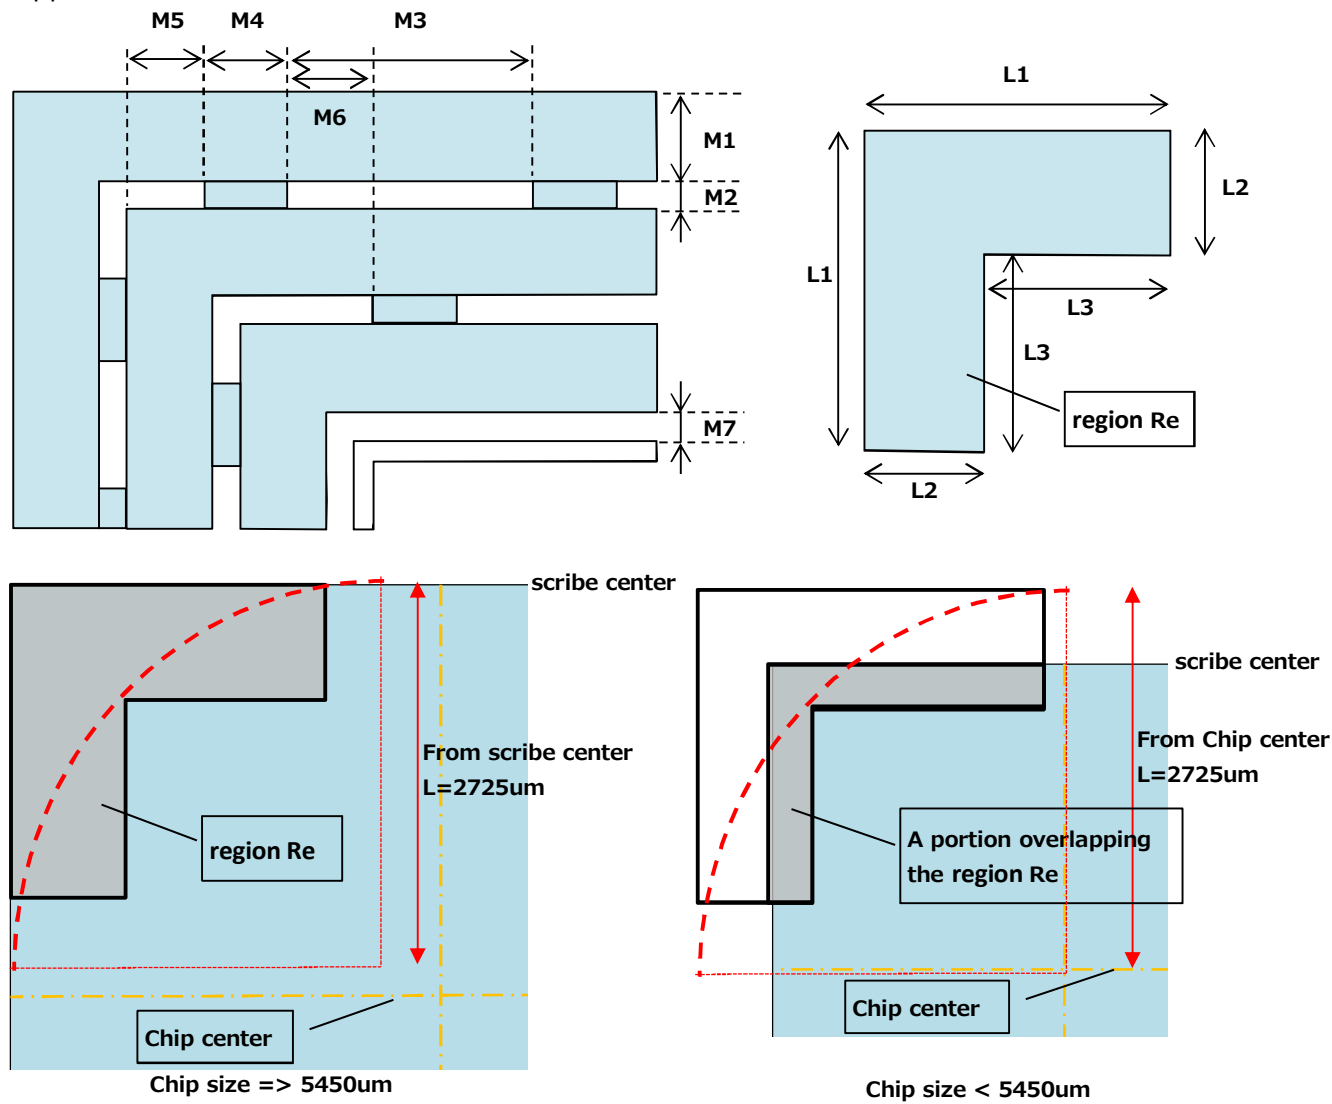 M5 M4 M3
M6
M1
M2
M7
L1
L2
L1
L3
L3
region Re
L2
scribe center
From scribe center
L=2725um
region Re
Chip center
Chip size => 5450um
scribe center
From Chip center
L=2725um
A portion overlapping
the region Re
Chip center
Chip size < 5450um